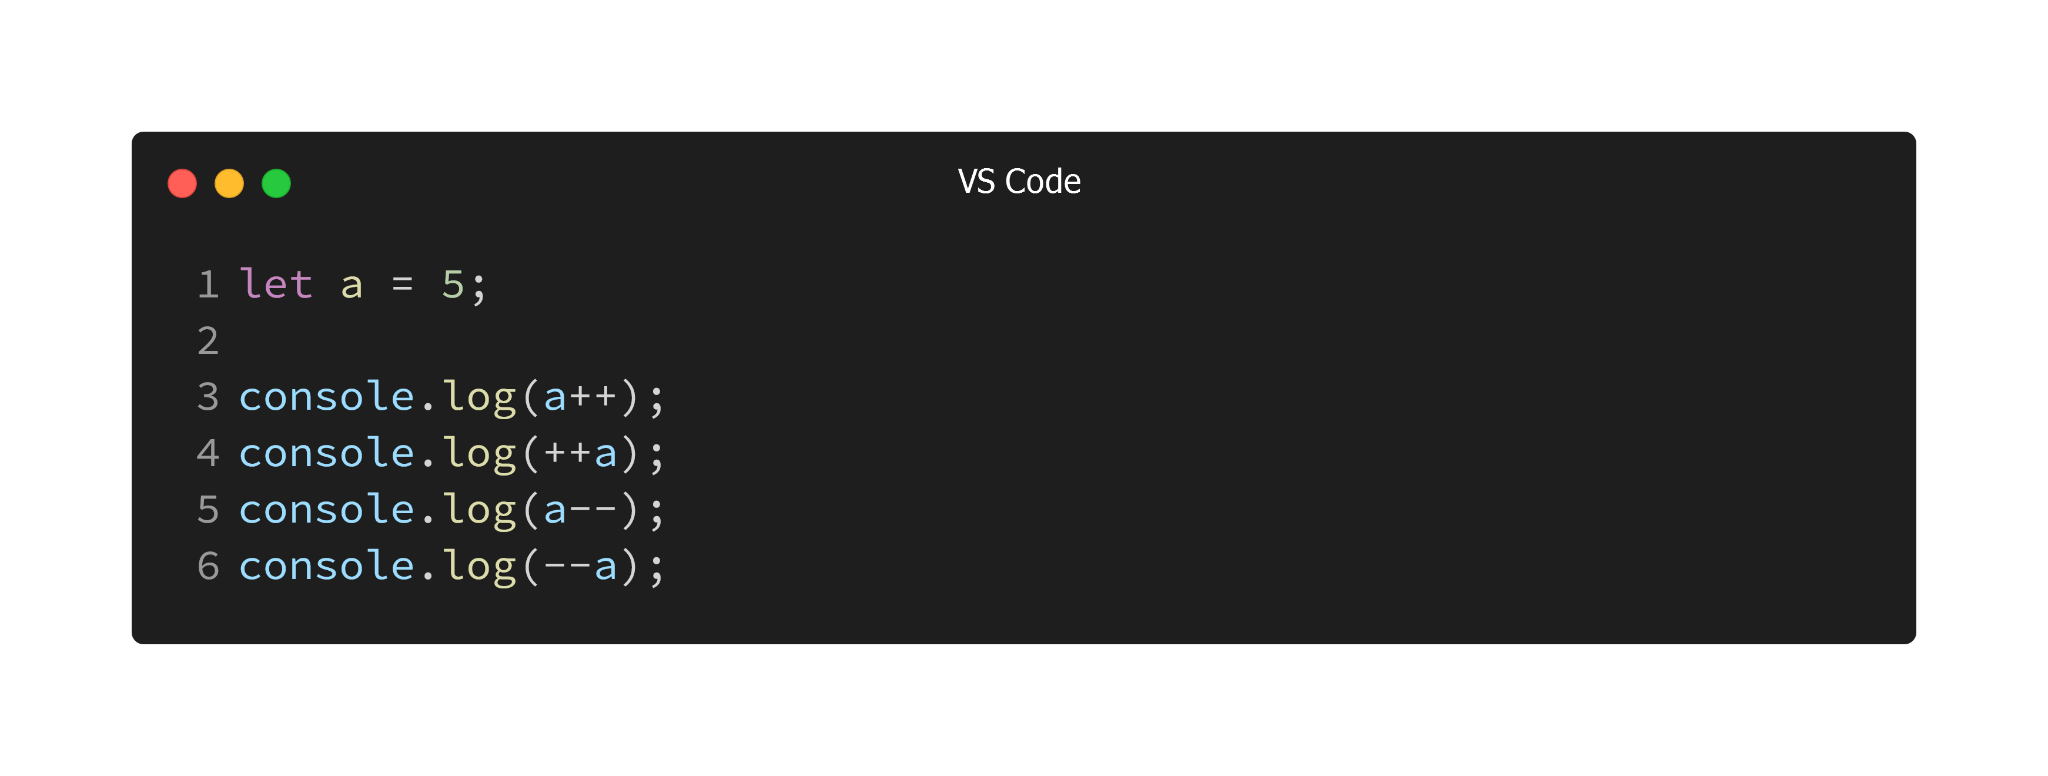 VS Code
1 let a = 5;
2
3 console.log(a++);
4 console.log(++a);
5 console.log(a--);
6 console.log(--a);